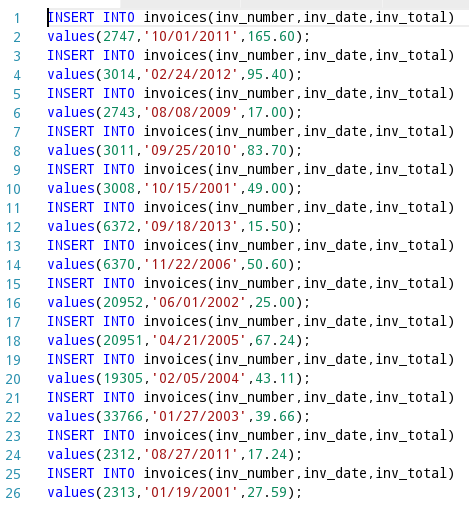 1 INSERT INTO invoices(inv_number,inv_date,inv_total)
2 values(2747,'10/01/2011',165.60);
3 INSERT INTO invoices(inv_number,inv_date,inv_total)
4 values(3014,'02/24/2012',95.40);
5 INSERT INTO invoices(inv_number,inv_date,inv_total)
6 values(2743,'08/08/2009',17.00);
7 INSERT INTO invoices(inv_number,inv_date,inv_total)
8 values(3011,'09/25/2010',83.70);
9 INSERT INTO invoices(inv_number,inv_date,inv_total)
10 values(3008,'10/15/2001',49.00);
11 INSERT INTO invoices(inv_number,inv_date,inv_total)
12 values(6372,'09/18/2013',15.50);
13 INSERT INTO invoices(inv_number,inv_date,inv_total)
14 values(6370,'11/22/2006',50.60);
15 INSERT INTO invoices(inv_number,inv_date,inv_total)
16 values(20952,'06/01/2002',25.00);
17 INSERT INTO invoices(inv_number,inv_date,inv_total)
18 values(20951,'04/21/2005',67.24);
19 INSERT INTO invoices(inv_number,inv_date,inv_total)
20 values(19305,'02/05/2004',43.11);
21 INSERT INTO invoices(inv_number,inv_date,inv_total)
22 values(33766,'01/27/2003',39.66);
23 INSERT INTO invoices(inv_number,inv_date,inv_total)
24 values(2312,'08/27/2011',17.24);
25 INSERT INTO invoices(inv_number,inv_date,inv_total)
26 values(2313,'01/19/2001',27.59);